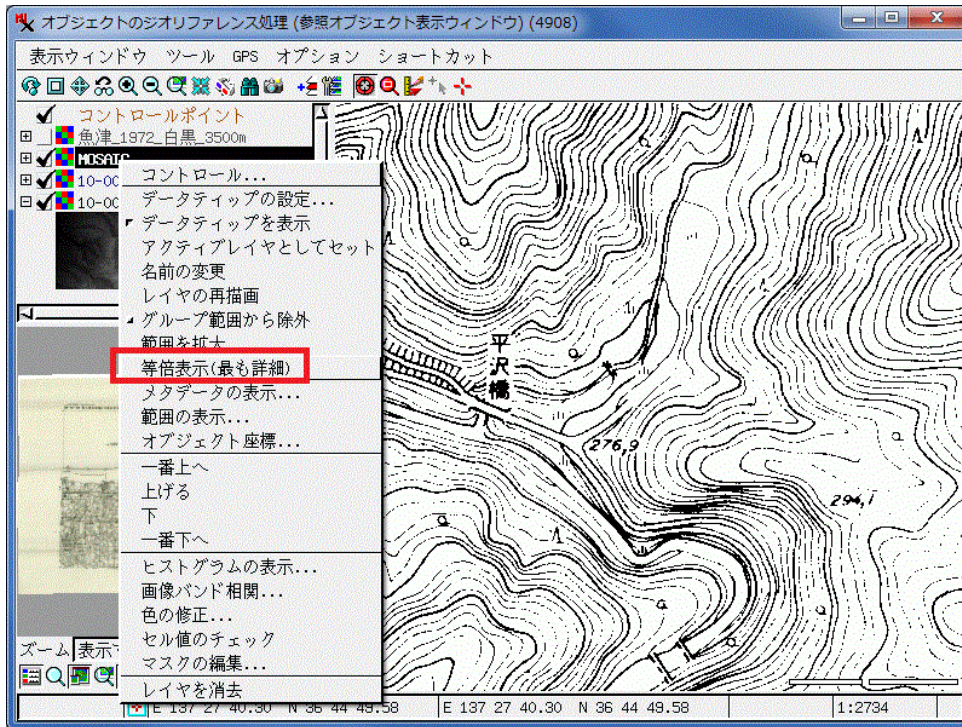 オブジェクトのジオリファレンス処理 (参照オブジェクト表示ウィンドウ) (4908)
表示ウィンドウ ツール GPS オプション ショートカット
コントロールポイント
魚津_1972_白黒_3500m
MOSAIC
10-00
10-00
コントロール...
データティップの設定...
データティップを表示
アクティブレイヤとしてセット
名前の変更
レイヤの再描画
グループ範囲から除外
範囲を拡大
等倍表示(最も詳細)
メタデータの表示...
範囲の表示...
オブジェクト座標...
一番上へ
上げる
下
一番下へ
ヒストグラムの表示...
画像バンド相関...
色の修正...
セル値のチェック
マスクの編集...
レイヤを消去
平沢橋
276,9
294,1
ズーム 表示
E 137 27 40.30 N 36 44 49.58
E 137 27 40.30 N 36 44 49.58
1:2734